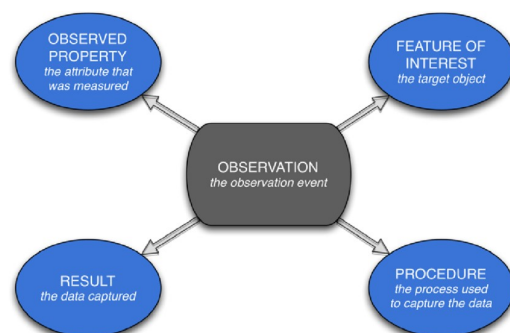 OBSERVED
PROPERTY
the attribute that
was measured
FEATURE OF
INTEREST
the target object
OBSERVATION
the observation event
RESULT
the data captured
PROCEDURE
the process used
to capture the data